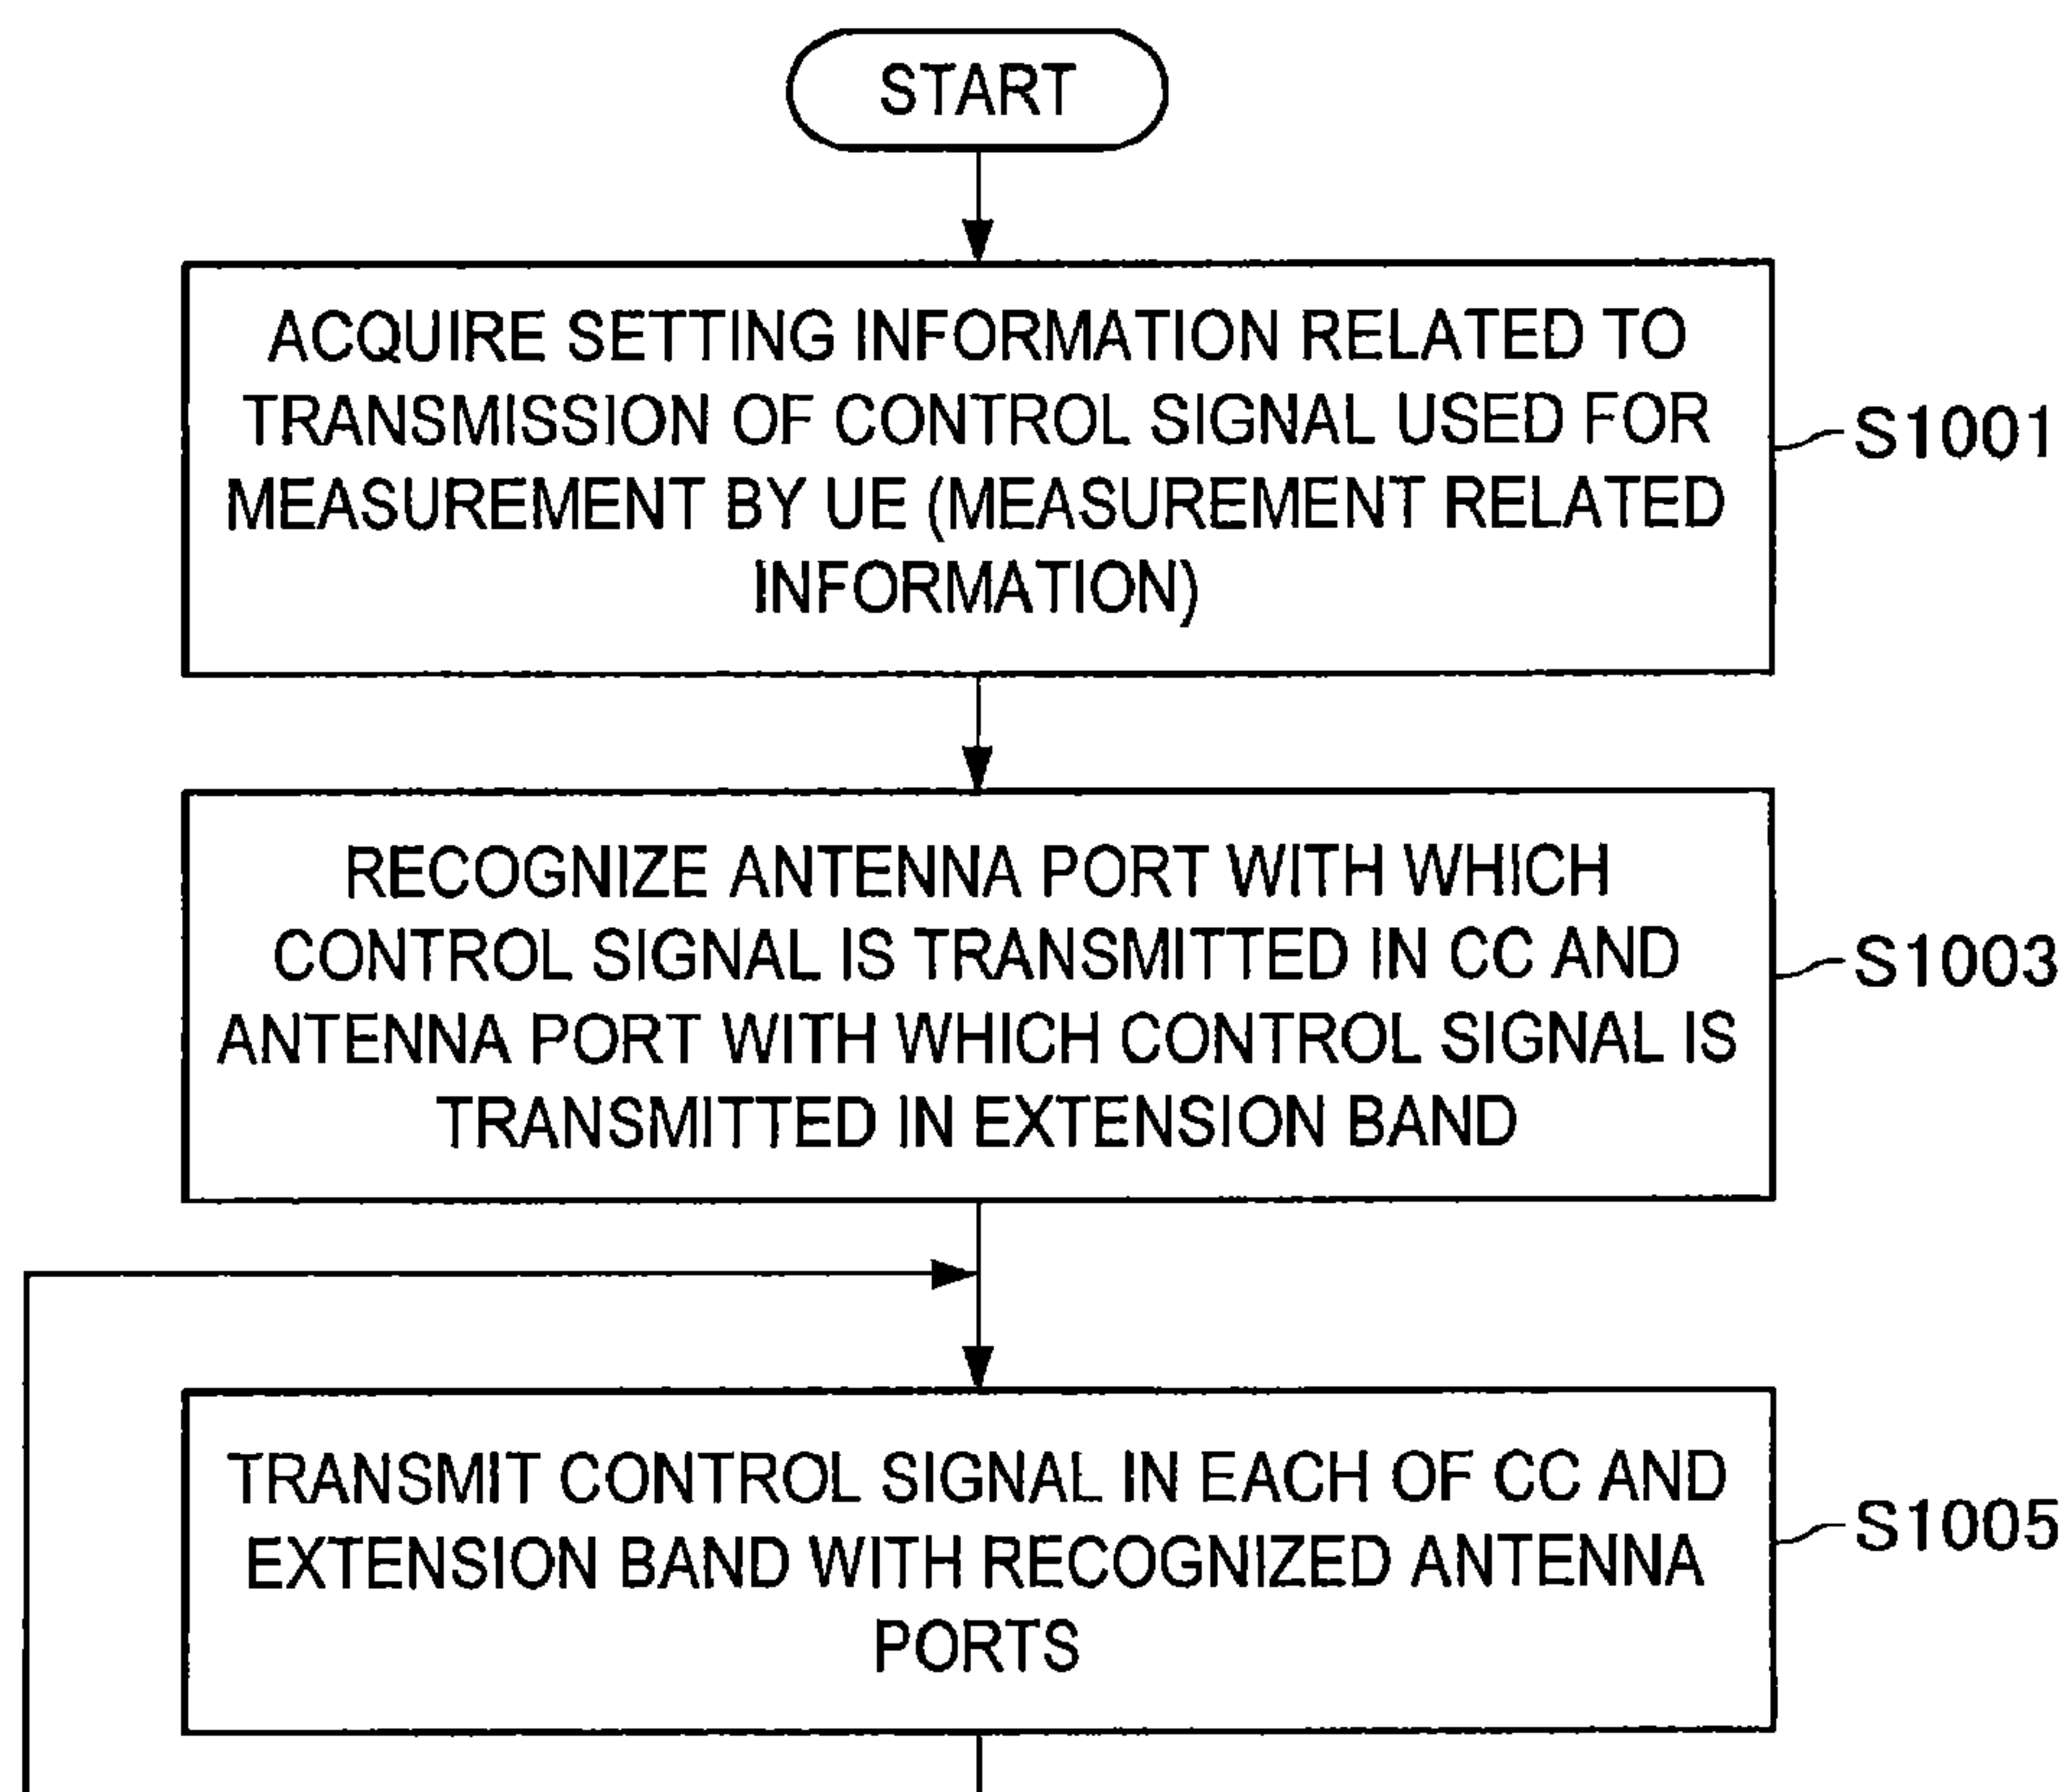 START
ACQUIRE SETTING INFORMATION RELATED TO
TRANSMISSION OF CONTROL SIGNAL USED FOR
MEASUREMENT BY UE (MEASUREMENT RELATED
INFORMATION)
S1001
RECOGNIZE ANTENNA PORT WITH WHICH
CONTROL SIGNAL IS TRANSMITTED IN CC AND
ANTENNA PORT WITH WHICH CONTROL SIGNAL IS
TRANSMITTED IN EXTENSION BAND
S1003
TRANSMIT CONTROL SIGNAL IN EACH OF CC AND
EXTENSION BAND WITH RECOGNIZED ANTENNA
PORTS
S1005